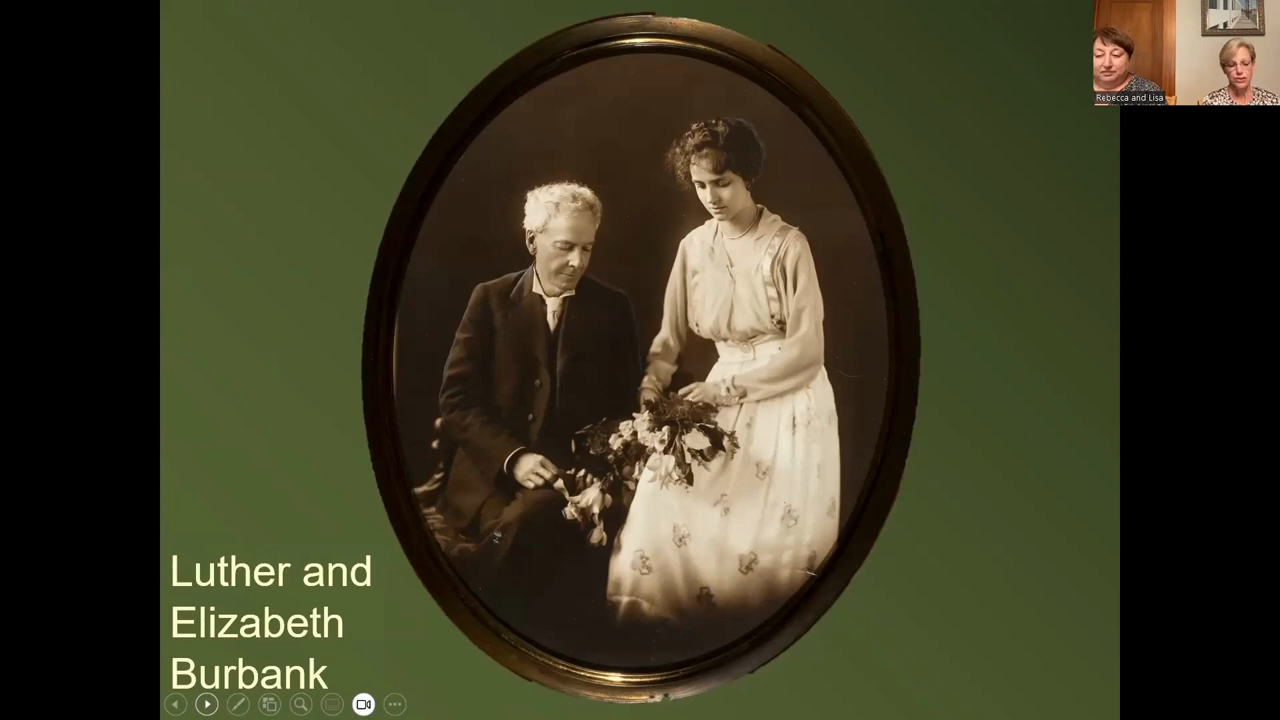 Rebecca and Lisa
Luther and
Elizabeth
Burbank